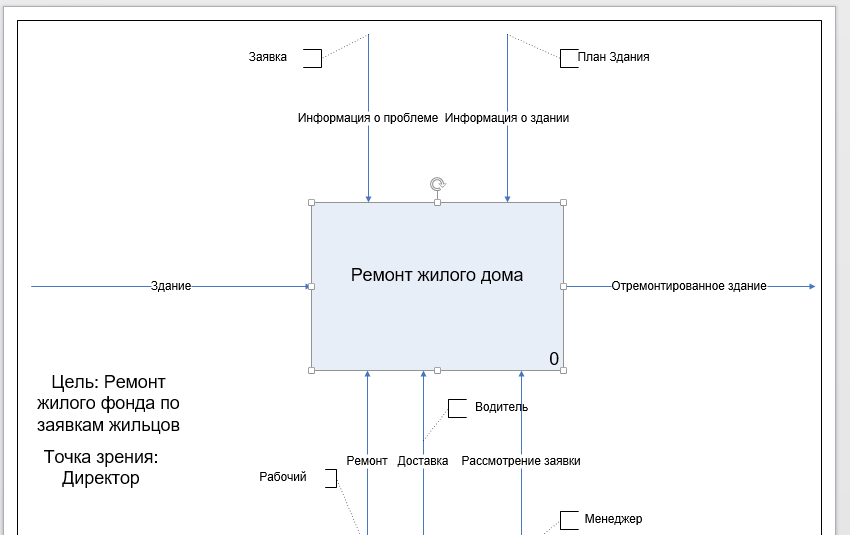 Заявка
План Здания
Информация о проблеме
Информация о здании
Ремонт жилого дома
Здание
Отремонтированное здание
0
Цель: Ремонт
жилого фонда по
заявкам жильцов
Точка зрения:
Директор
Водитель
Ремонт
Доставка
Рассмотрение заявки
Рабочий
Менеджер